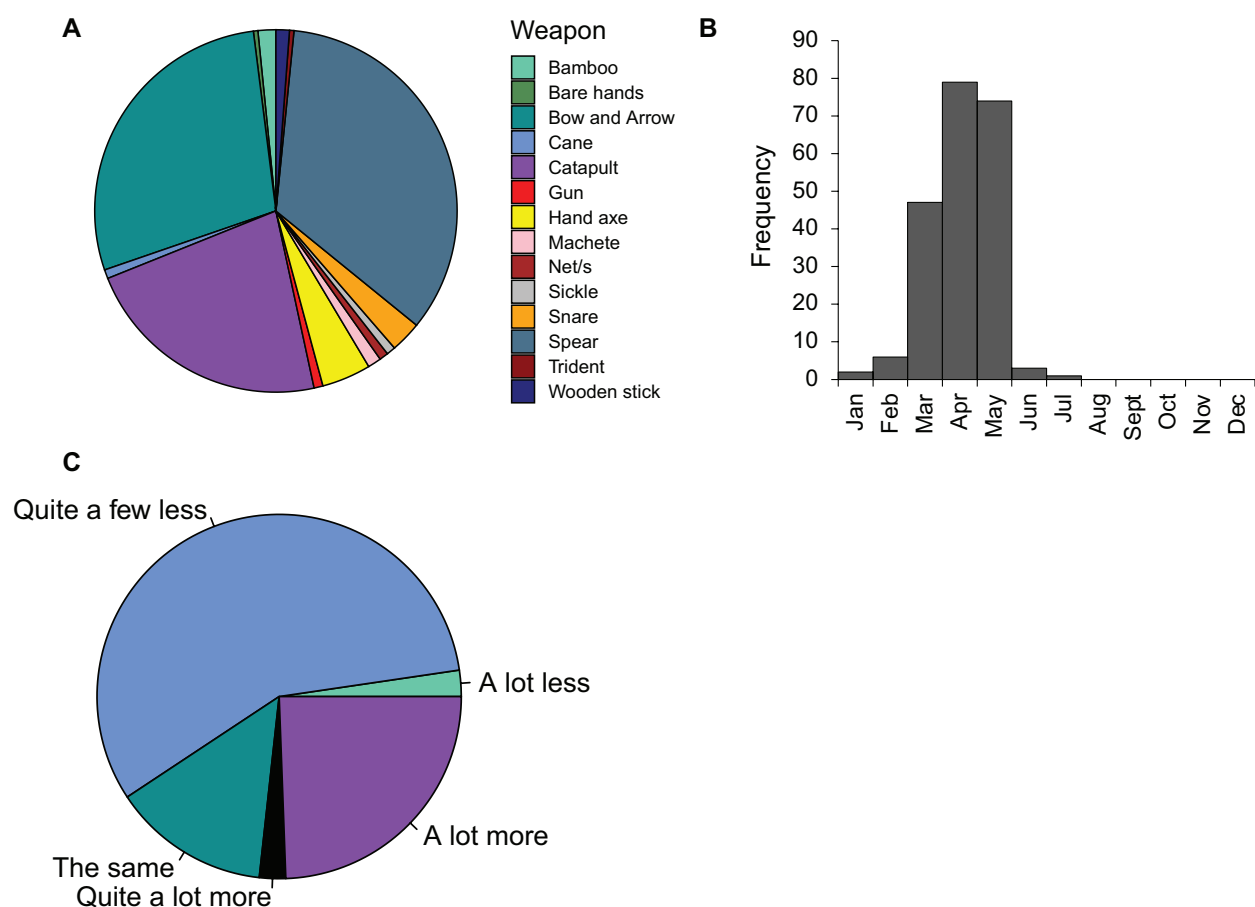 A
Weapon
Bamboo
Bare hands
Bow and Arrow
Cane
Catapult
Gun
Hand axe
Machete
Net/s
Sickle
Snare
Spear
Trident
Wooden stick
B
Frequency
90
80
70
60
50
40
30
20
10
0
Jan
Feb
Mar
Apr
May
Jun
Jul
Aug
Sept
Oct
Nov
Dec
C
Quite a few less
A lot less
A lot more
The same
Quite a lot more